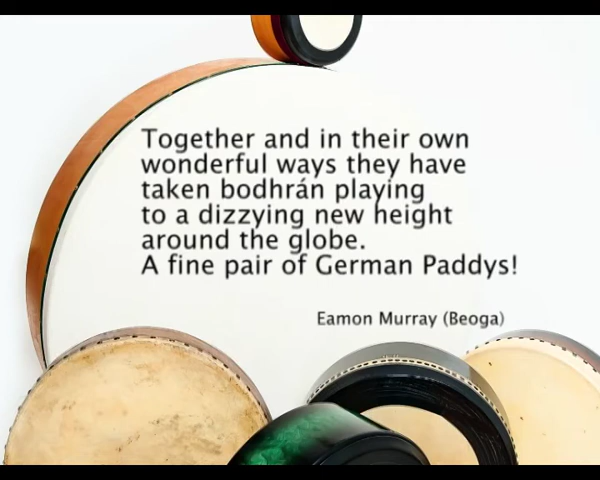 Together and in their own
wonderful ways they have
taken bodhrán playing
to a dizzying new height
around the globe.
A fine pair of German Paddys!
Eamon Murray (Beoga)